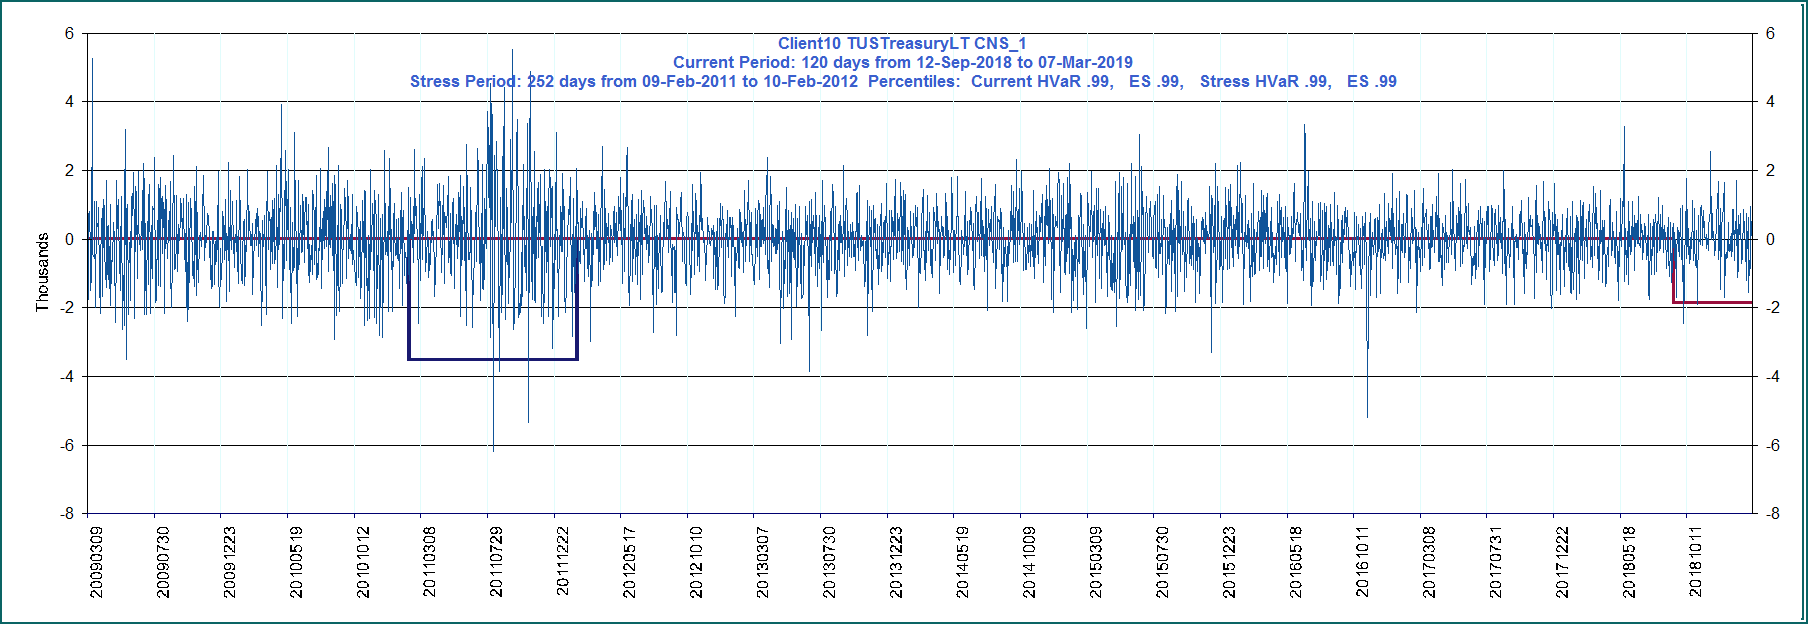 Client10 TUSTreasuryLT CNS_1
Current Period: 120 days from 12-Sep-2018 to 07-Mar-2019
Stress Period: 252 days from 09-Feb-2011 to 10-Feb-2012  Percentiles:  Current HVaR .99,   ES .99,   Stress HVaR .99,   ES .99
6 6
4 4
2 2
0 0
-2 -2
-4 -4
-6 -6
-8 -8
Thousands
20090309 20090730 20091223 20100519 20101012 20110308 20110729 20111222 20120517 20121010 20130307 20130730 20131223 20140519 20141009 20150309 20150730 20151223 20160518 20161011 20170308 20170731 20171222 20180518 20181011